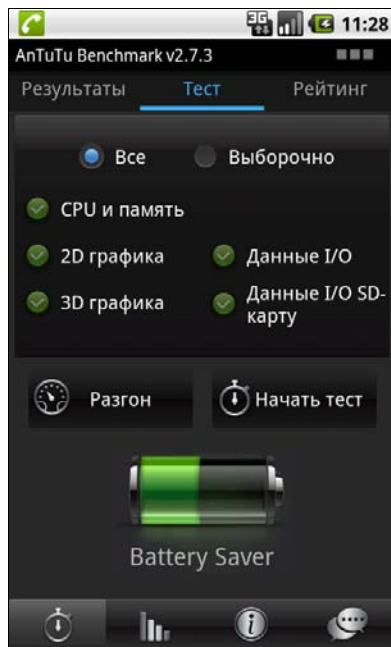 3G 11:28
AnTuTu Benchmark v2.7.3
Результаты Тест Рейтинг
Все Выборочно
CPU и память
2D графика Данные I/O
3D графика Данные I/O SD-
карту
Разгон Начать тест
Battery Saver